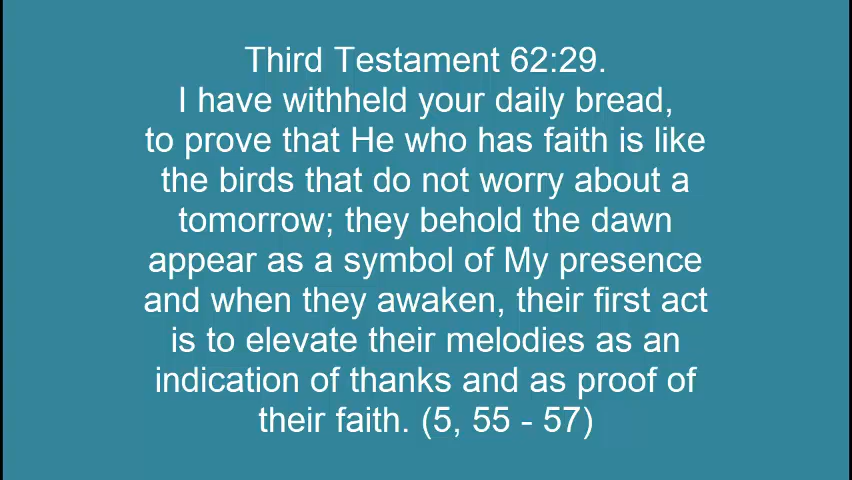 Third Testament 62:29.
I have withheld your daily bread,
to prove that He who has faith is like
the birds that do not worry about a
tomorrow; they behold the dawn
appear as a symbol of My presence
and when they awaken, their first act
is to elevate their melodies as an
indication of thanks and as proof of
their faith. (5, 55 - 57)